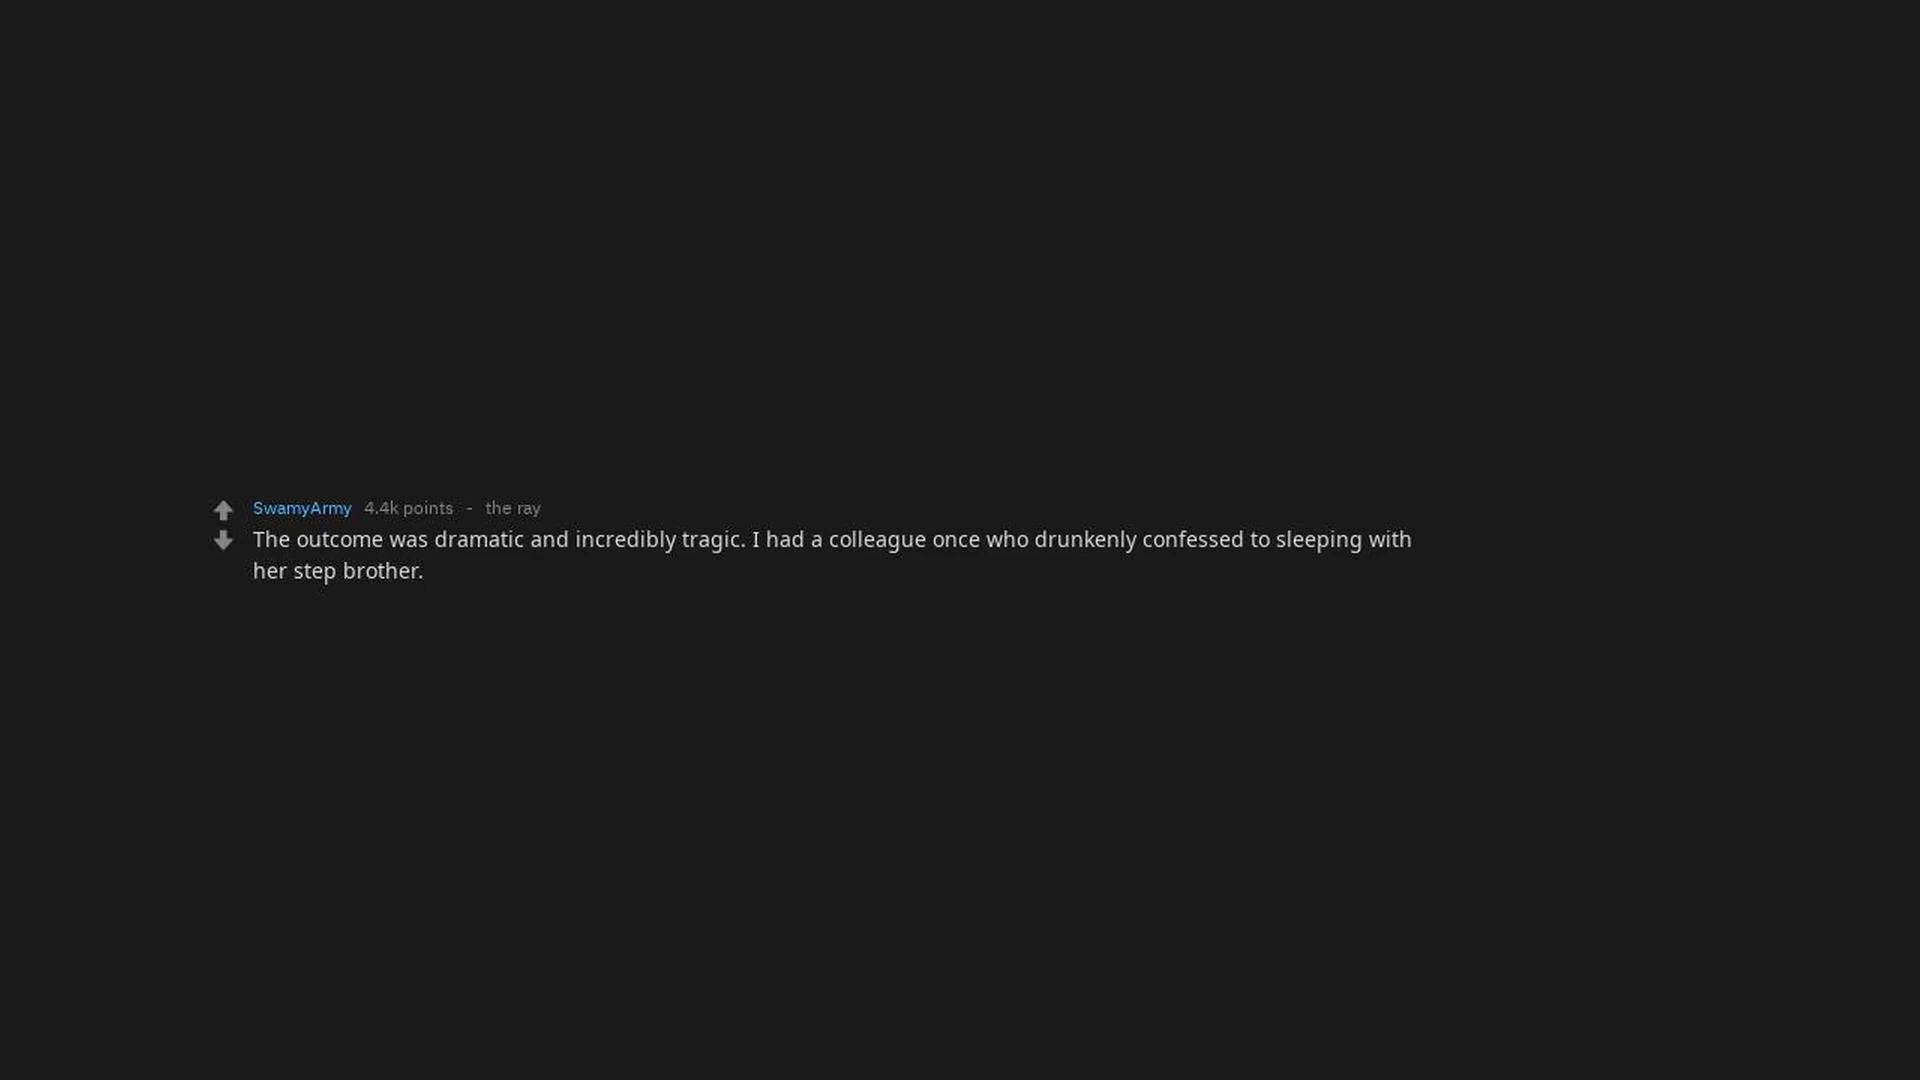 SwamyArmy 4.4k points - the ray
The outcome was dramatic and incredibly tragic. I had a colleague once who drunkenly confessed to sleeping with
her step brother.